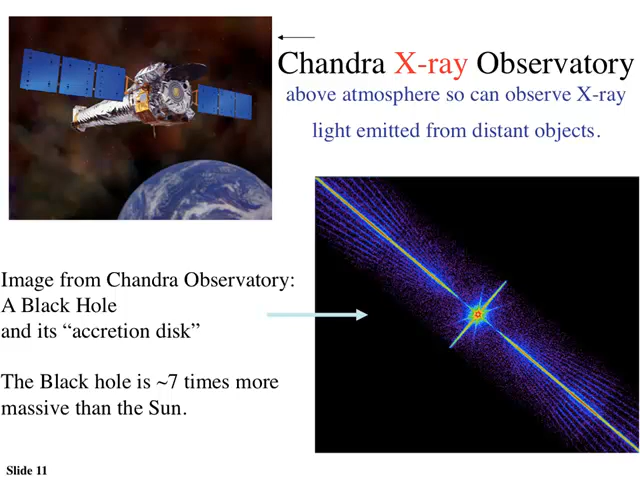 Chandra X-ray Observatory
above atmosphere so can observe X-ray
light emitted from distant objects.
Image from Chandra Observatory:
A Black Hole
and its “accretion disk”
The Black hole is ~7 times more
massive than the Sun.
Slide 11